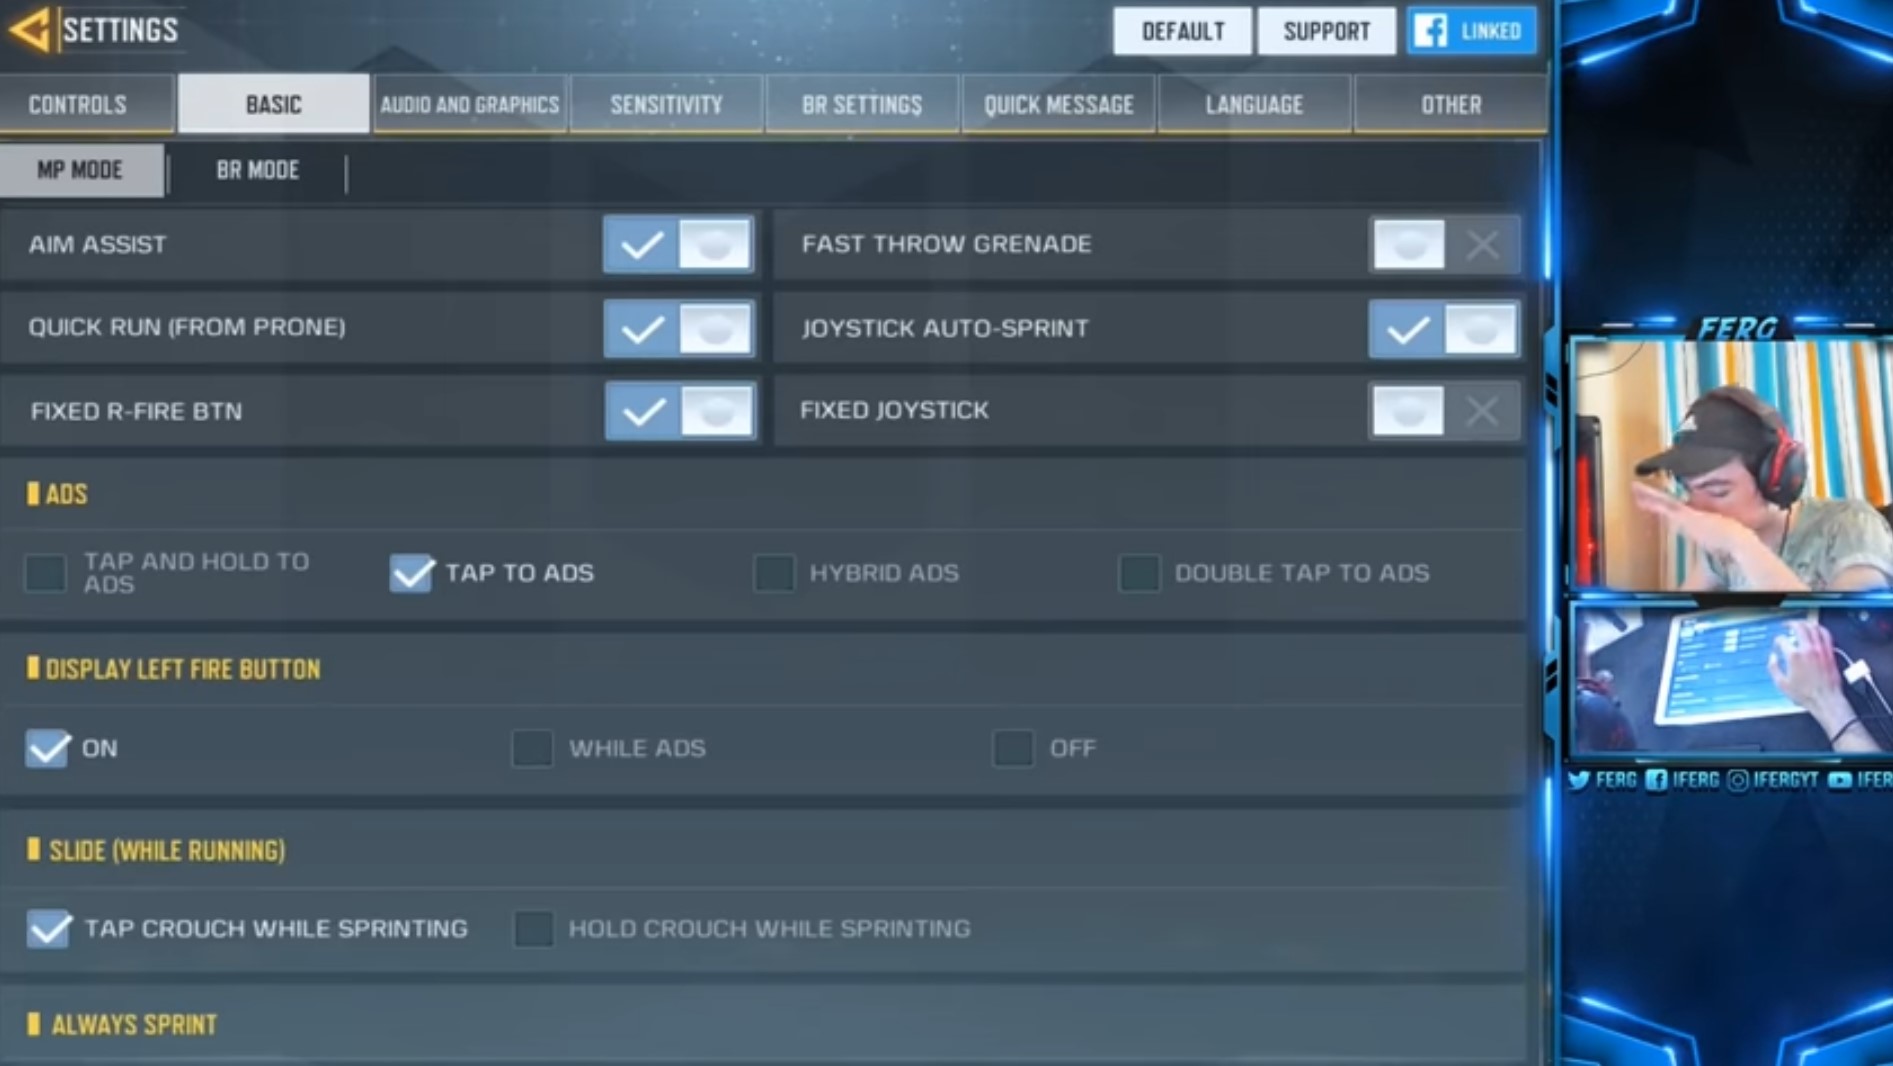 SETTINGS
DEFAULT
SUPPORT
LINKED
CONTROLS
BASIC
AUDIO AND GRAPHICS
SENSITIVITY
BR SETTINGS
QUICK MESSAGE
LANGUAGE
OTHER
MP MODE
BR MODE
AIM ASSIST
FAST THROW GRENADE
QUICK RUN (FROM PRONE)
JOYSTICK AUTO-SPRINT
FIXED R-FIRE BTN
FIXED JOYSTICK
ADS
TAP AND HOLD TO
ADS
TAP TO ADS
HYBRID ADS
DOUBLE TAP TO ADS
DISPLAY LEFT FIRE BUTTON
ON
WHILE ADS
OFF
SLIDE (WHILE RUNNING)
TAP CROUCH WHILE SPRINTING
HOLD CROUCH WHILE SPRINTING
ALWAYS SPRINT
FERG
FERG IFERG IFERGYT IFER